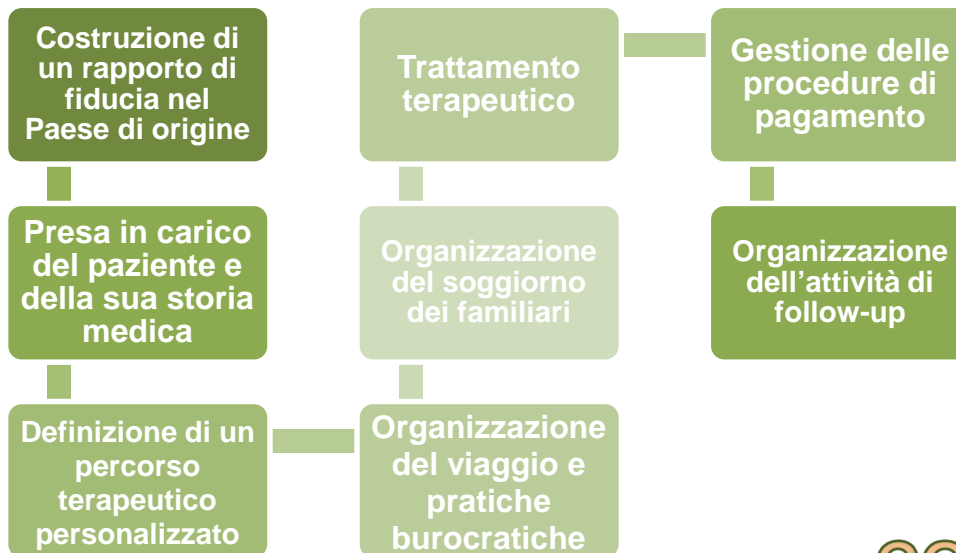 Costruzione di
un rapporto di
fiducia nel
Paese di origine
Presa in carico
del paziente e
della sua storia
medica
Definizione di un
percorso
terapeutico
personalizzato
Organizzazione
del viaggio e
pratiche
burocratiche
Organizzazione
del soggiorno
dei familiari
Trattamento
terapeutico
Gestione delle
procedure di
pagamento
Organizzazione
dell’attività di
follow-up